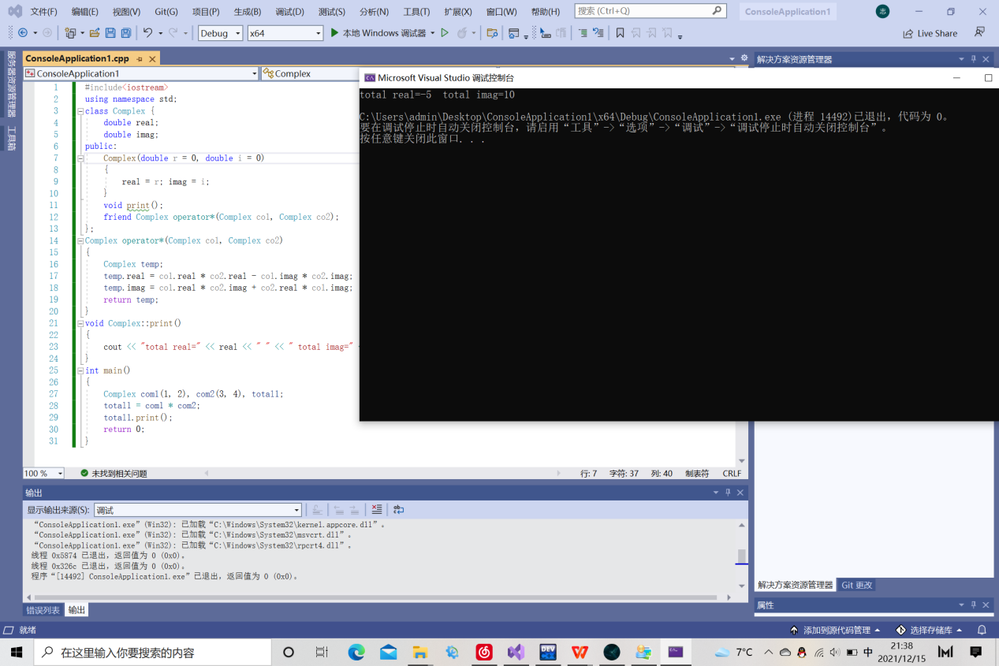 文件(F) 编辑(E) 视图(V) Git(G) 项目(P) 生成(B) 调试(D) 测试(S) 分析(N) 工具(T) 扩展(X) 窗口(W) 帮助(H) 搜索 (Ctrl+Q) ConsoleApplication1 志
Debug x64 本地 Windows 调试器 Live Share
服务器资源管理器
工具箱
ConsoleApplication1.cpp
ConsoleApplication1 Complex
1 #include<iostream>
2 using namespace std;
3 class Complex {
4 double real;
5 double imag;
6 public:
7 Complex(double r = 0, double i = 0)
8 {
9 real = r; imag = i;
10 }
11 void print();
12 friend Complex operator*(Complex co1, Complex co2);
13 };
14 Complex operator*(Complex co1, Complex co2)
15 {
16 Complex temp;
17 temp.real = co1.real * co2.real - co1.imag * co2.imag;
18 temp.imag = co1.real * co2.imag + co2.real * co1.imag;
19 return temp;
20 }
21 void Complex::print()
22 {
23 cout << "total real=" << real << " " << " total imag="
24 }
25 int main()
26 {
27 Complex com1(1, 2), com2(3, 4), total1;
28 total1 = com1 * com2;
29 total1.print();
30 return 0;
31 }
Microsoft Visual Studio 调试控制台
total real=-5  total imag=10
C:\Users\admin\Desktop\ConsoleApplication1\x64\Debug\ConsoleApplication1.exe (进程 14492)已退出，代码为 0。
要在调试停止时自动关闭控制台，请启用“工具”->“选项”->“调试”->“调试停止时自动关闭控制台”。
按任意键关闭此窗口. . .
解决方案资源管理器
100 % 未找到相关问题 行: 7 字符: 37 列: 40 制表符 CRLF
输出
显示输出来源(S): 调试
“ConsoleApplication1.exe”(Win32): 已加载“C:\Windows\System32\kernel.appcore.dll”。
“ConsoleApplication1.exe”(Win32): 已加载“C:\Windows\System32\msvcrt.dll”。
“ConsoleApplication1.exe”(Win32): 已加载“C:\Windows\System32\rpcrt4.dll”。
线程 0x5874 已退出，返回值为 0 (0x0)。
线程 0x326c 已退出，返回值为 0 (0x0)。
程序“[14492] ConsoleApplication1.exe”已退出，返回值为 0 (0x0)。
错误列表 输出
解决方案资源管理器 Git 更改
属性
就绪 添加到源代码管理 选择存储库
在这里输入你要搜索的内容 DEV 7°C 中 21:38
2021/12/15